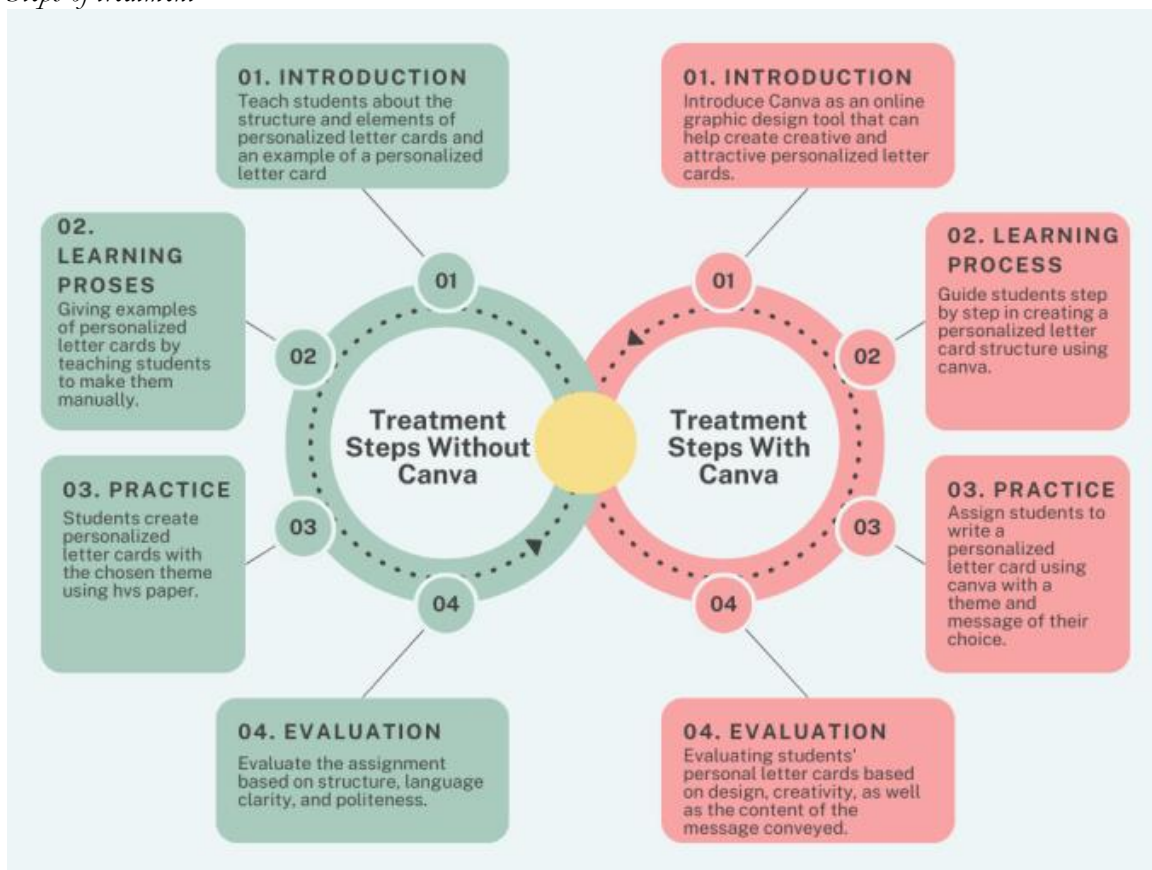 Steps of treatment
01. INTRODUCTION
Teach students about the
structure and elements of
personalized letter cards and
an example of a personalized
letter card
01. INTRODUCTION
Introduce Canva as an online
graphic design tool that can
help create creative and
attractive personalized letter
cards.
02.
LEARNING
PROSES
Giving examples
of personalized
letter cards by
teaching students
to make them
manually.
02. LEARNING
PROCESS
Guide students step
by step in creating a
personalized letter
card structure using
canva.
01
02
03
04
Treatment
Steps Without
Canva
01
02
03
04
Treatment
Steps With
Canva
03. PRACTICE
Students create
personalized
letter cards with
the chosen theme
using hvs paper.
03. PRACTICE
Assign students to
write a
personalized
letter card using
canva with a
theme and
message of their
choice.
04. EVALUATION
Evaluate the assignment
based on structure, language
clarity, and politeness.
04. EVALUATION
Evaluating students'
personal letter cards based
on design, creativity, as well
as the content of the
message conveyed.